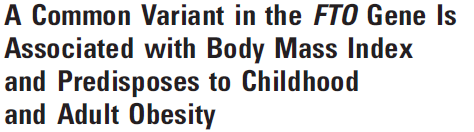 A Common Variant in the FTO Gene Is
Associated with Body Mass Index
and Predisposes to Childhood
and Adult Obesity